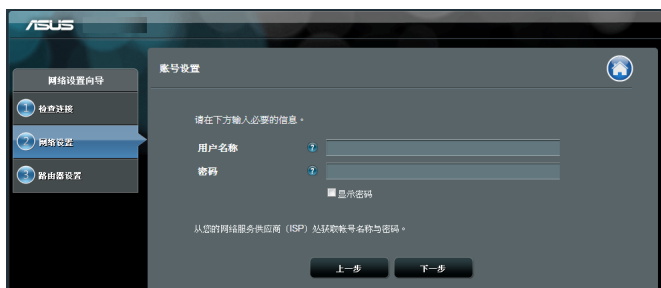 ASUS
网络设置向导
1 检查连接
2 网络设置
3 路由器设置
账号设置
请在下方输入必要的信息。
用户名称 ?
密码 ?
显示密码
从您的网络服务供应商（ISP）处获取帐号名称与密码。
上一步 下一步